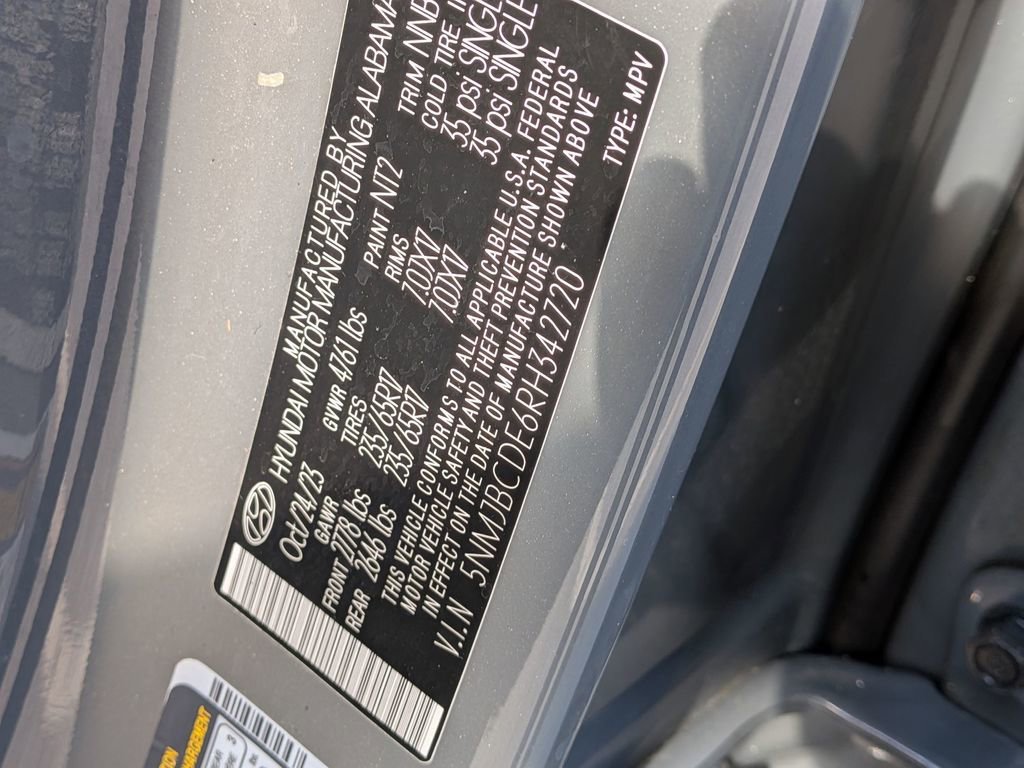 MANUFACTURED BY
HYUNDAI MOTOR MANUFACTURING ALABAMA
Oct/24/23 GVWR 4761 lbs PAINT NT2 TRIM NNB
GAWR TIRES RIMS COLD TIRE
FRONT 2778 lbs 235/65R17 7.0JX17 35 psi SINGLE
REAR 2646 lbs 235/65R17 7.0JX17 35 psi SINGLE
THIS VEHICLE CONFORMS TO ALL APPLICABLE U.S.A. FEDERAL
MOTOR VEHICLE SAFETY AND THEFT PREVENTION STANDARDS
IN EFFECT ON THE DATE OF MANUFACTURE SHOWN ABOVE
V.I.N 5NMJBCDE6RH342720 TYPE: MPV